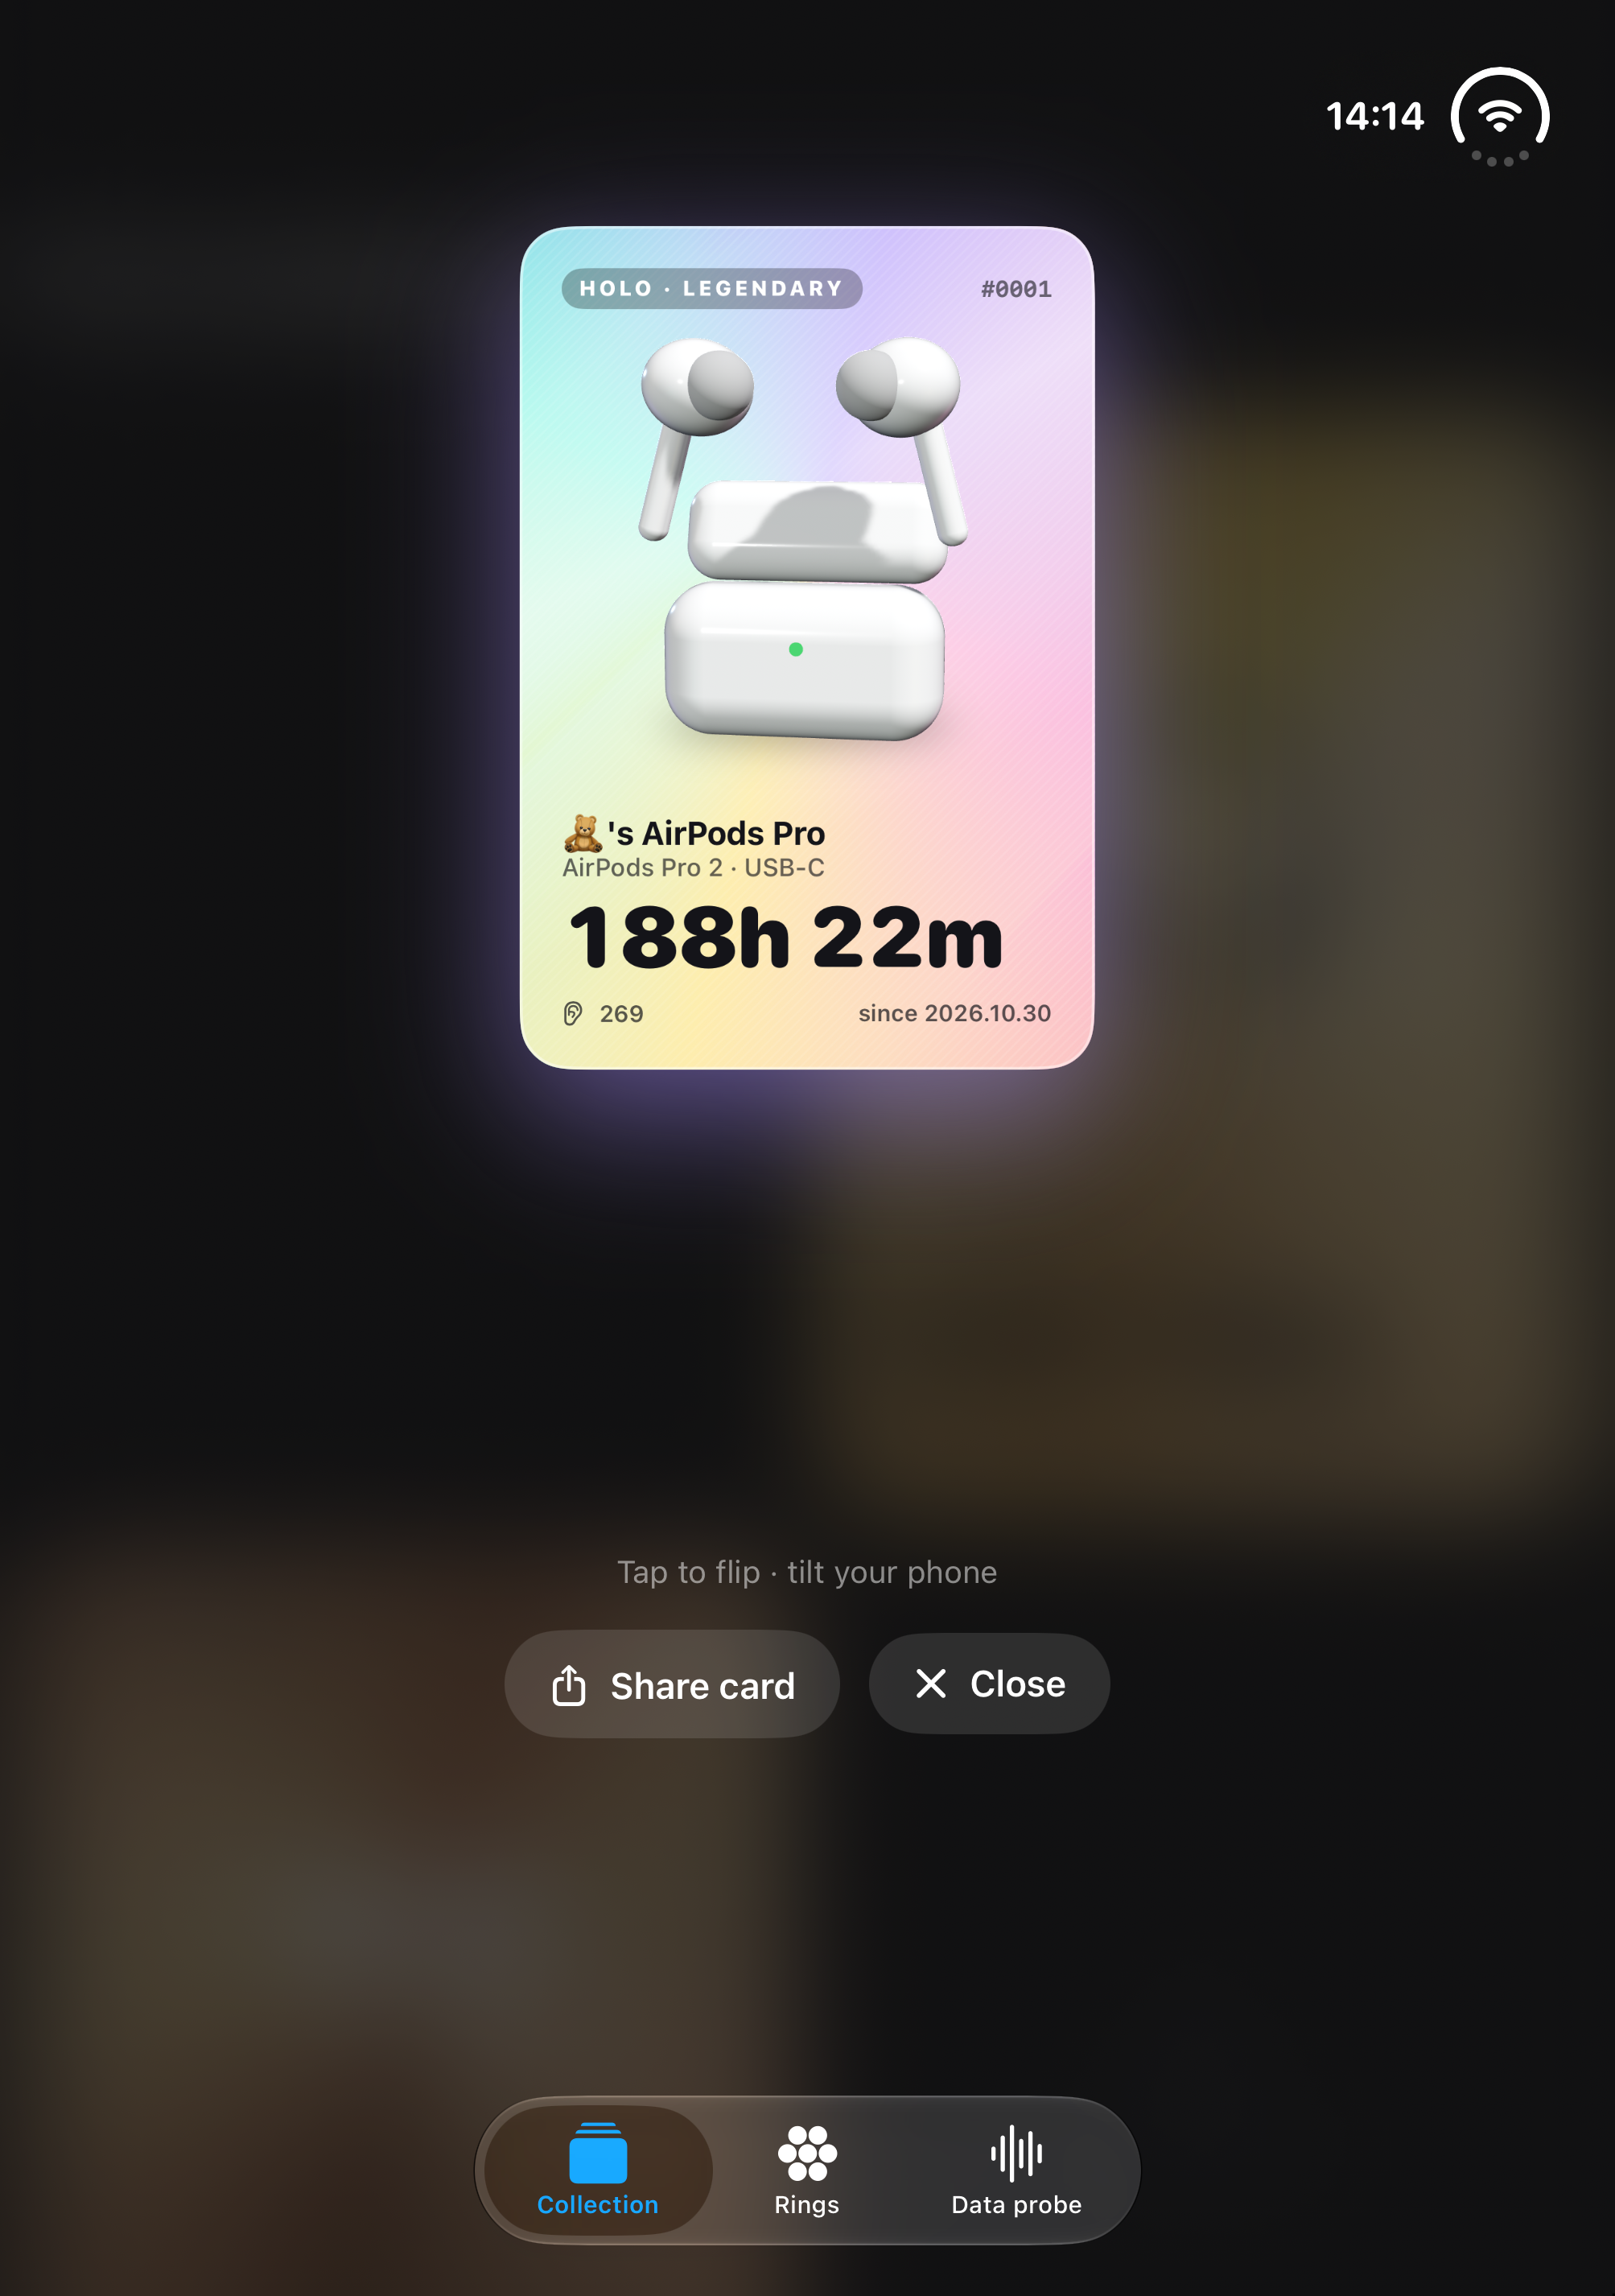 14:14
HOLO · LEGENDARY
#0001
🧸's AirPods Pro
AirPods Pro 2 · USB-C
188h 22m
269
since 2026.10.30
Tap to flip · tilt your phone
Share card
Close
Collection
Rings
Data probe